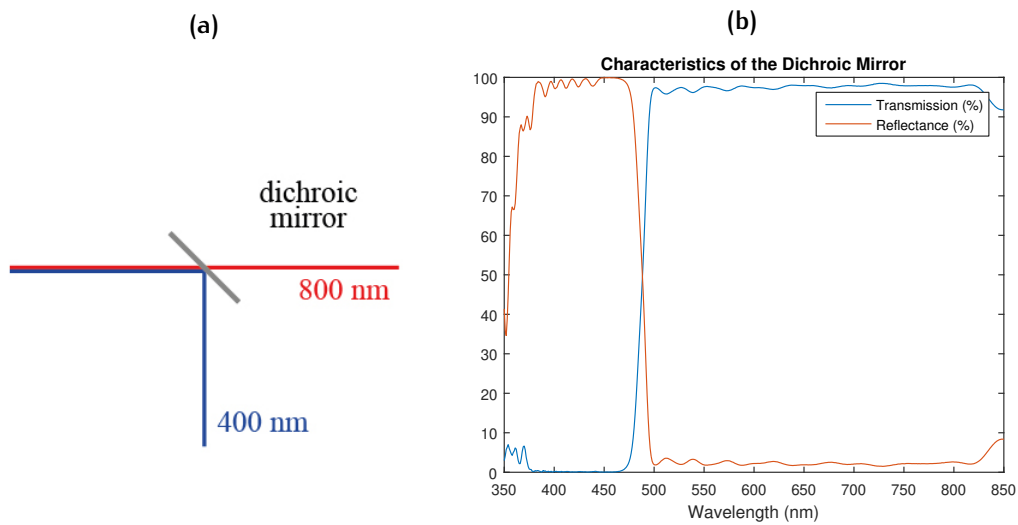 (a)
dichroic
mirror
800 nm
400 nm
(b)
Characteristics of the Dichroic Mirror
Transmission (%)
Reflectance (%)
100
90
80
70
60
50
40
30
20
10
0
350 400 450 500 550 600 650 700 750 800 850
Wavelength (nm)